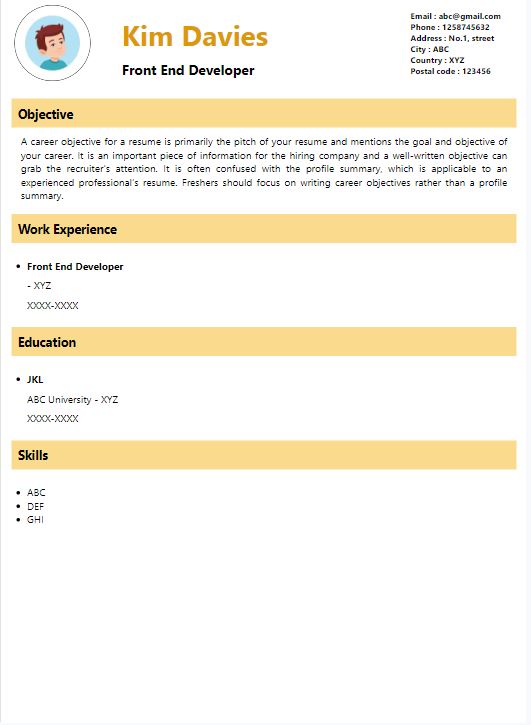 Kim Davies
Front End Developer
Email : abc@gmail.com
Phone : 1258745632
Address : No.1, street
City : ABC
Country : XYZ
Postal code : 123456
Objective
A career objective for a resume is primarily the pitch of your resume and mentions the goal and objective of
your career. It is an important piece of information for the hiring company and a well-written objective can
grab the recruiter's attention. It is often confused with the profile summary, which is applicable to an
experienced professional's resume. Freshers should focus on writing career objectives rather than a profile
summary.
Work Experience
• Front End Developer
- XYZ
XXXX-XXXX
Education
• JKL
ABC University - XYZ
XXXX-XXXX
Skills
• ABC
• DEF
• GHI